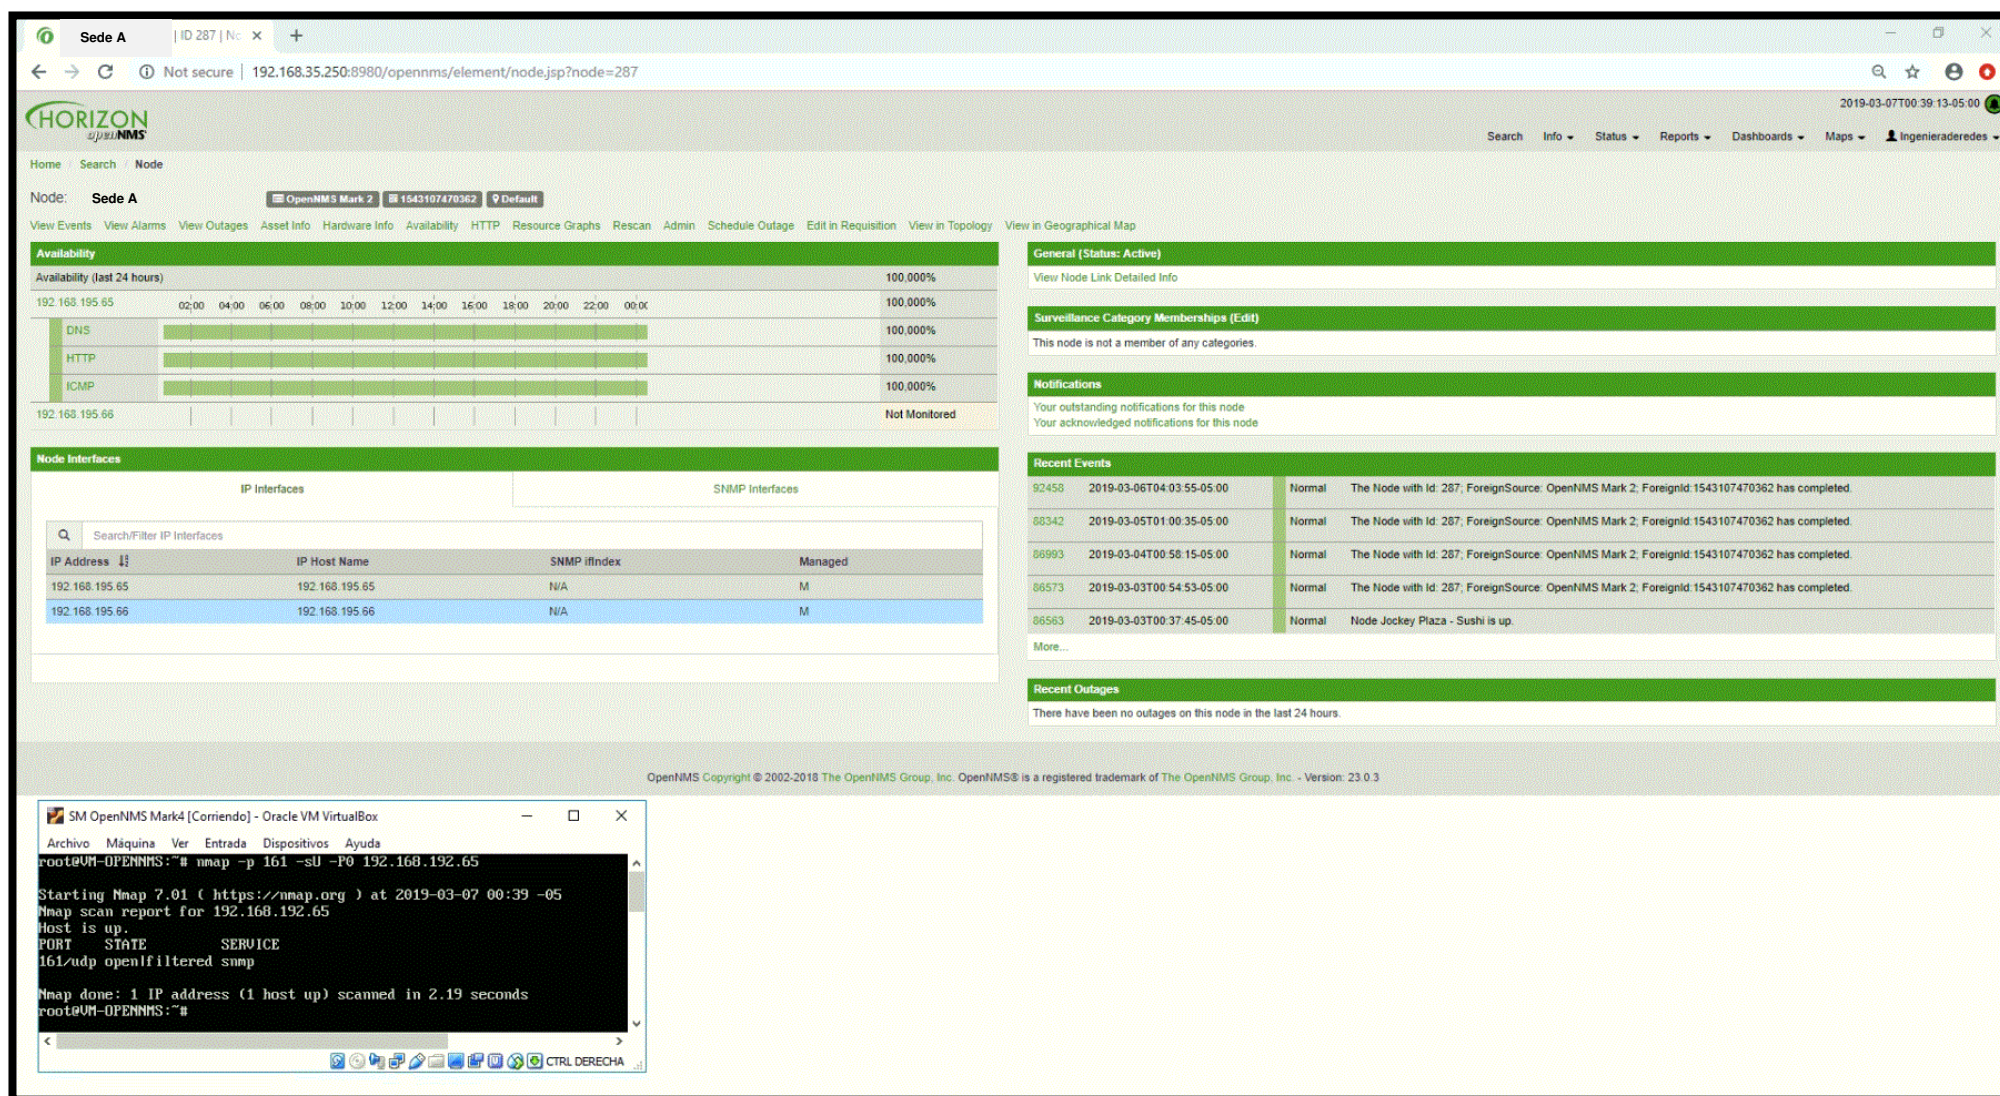 Sede A | ID 287 | No
Not secure | 192.168.35.250:8980/opennms/element/node.jsp?node=287
2019-03-07T00:39:13-05:00
HORIZON
openNMS
Search Info Status Reports Dashboards Maps Ingenieraderedes
Home Search Node
Node: Sede A OpenNMS Mark 2 1543107470362 Default
View Events View Alarms View Outages Asset Info Hardware Info Availability HTTP Resource Graphs Rescan Admin Schedule Outage Edit in Requisition View in Topology View in Geographical Map
Availability
Availability (last 24 hours) 100,000%
192.168.195.65 02:00 04:00 06:00 08:00 10:00 12:00 14:00 16:00 18:00 20:00 22:00 00:00 100,000%
DNS 100,000%
HTTP 100,000%
ICMP 100,000%
192.168.195.66 Not Monitored
Node Interfaces
IP Interfaces SNMP Interfaces
Search/Filter IP Interfaces
IP Address IP Host Name SNMP ifIndex Managed
192.168.195.65 192.168.195.65 N/A M
192.168.195.66 192.168.195.66 N/A M
General (Status: Active)
View Node Link Detailed Info
Surveillance Category Memberships (Edit)
This node is not a member of any categories.
Notifications
Your outstanding notifications for this node
Your acknowledged notifications for this node
Recent Events
92458 2019-03-06T04:03:55-05:00 Normal The Node with Id: 287; ForeignSource: OpenNMS Mark 2; ForeignId:1543107470362 has completed.
88342 2019-03-05T01:00:35-05:00 Normal The Node with Id: 287; ForeignSource: OpenNMS Mark 2; ForeignId:1543107470362 has completed.
86993 2019-03-04T00:58:15-05:00 Normal The Node with Id: 287; ForeignSource: OpenNMS Mark 2; ForeignId:1543107470362 has completed.
86573 2019-03-03T00:54:53-05:00 Normal The Node with Id: 287; ForeignSource: OpenNMS Mark 2; ForeignId:1543107470362 has completed.
86563 2019-03-03T00:37:45-05:00 Normal Node Jockey Plaza - Sushi is up.
More...
Recent Outages
There have been no outages on this node in the last 24 hours.
OpenNMS Copyright © 2002-2018 The OpenNMS Group, Inc. OpenNMS® is a registered trademark of The OpenNMS Group, Inc. - Version: 23.0.3
SM OpenNMS Mark4 [Corriendo] - Oracle VM VirtualBox
Archivo Máquina Ver Entrada Dispositivos Ayuda
root@VM-OPENNMS:~# nmap -p 161 -sU -P0 192.168.192.65
Starting Nmap 7.01 ( https://nmap.org ) at 2019-03-07 00:39 -05
Nmap scan report for 192.168.192.65
Host is up.
PORT STATE SERVICE
161/udp open|filtered snmp
Nmap done: 1 IP address (1 host up) scanned in 2.19 seconds
root@VM-OPENNMS:~#
CTRL DERECHA